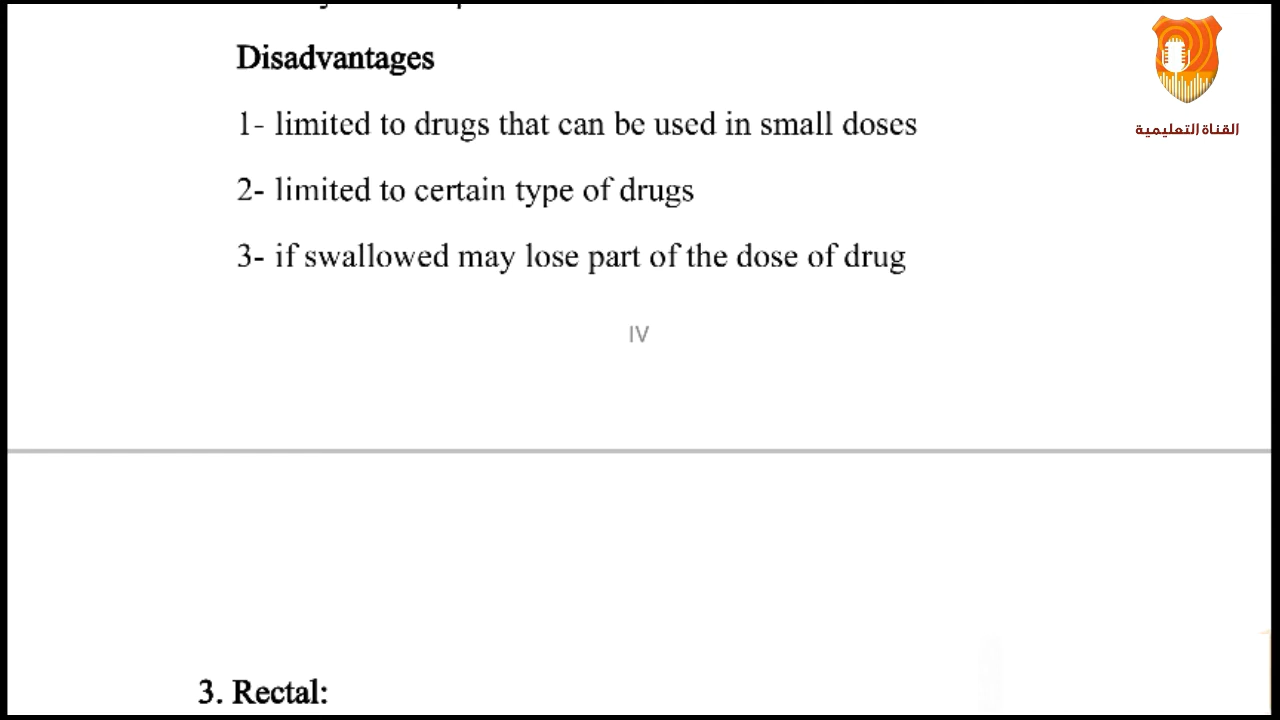 Disadvantages
القناة التعليمية
1- limited to drugs that can be used in small doses
2- limited to certain type of drugs
3- if swallowed may lose part of the dose of drug
IV
3. Rectal: